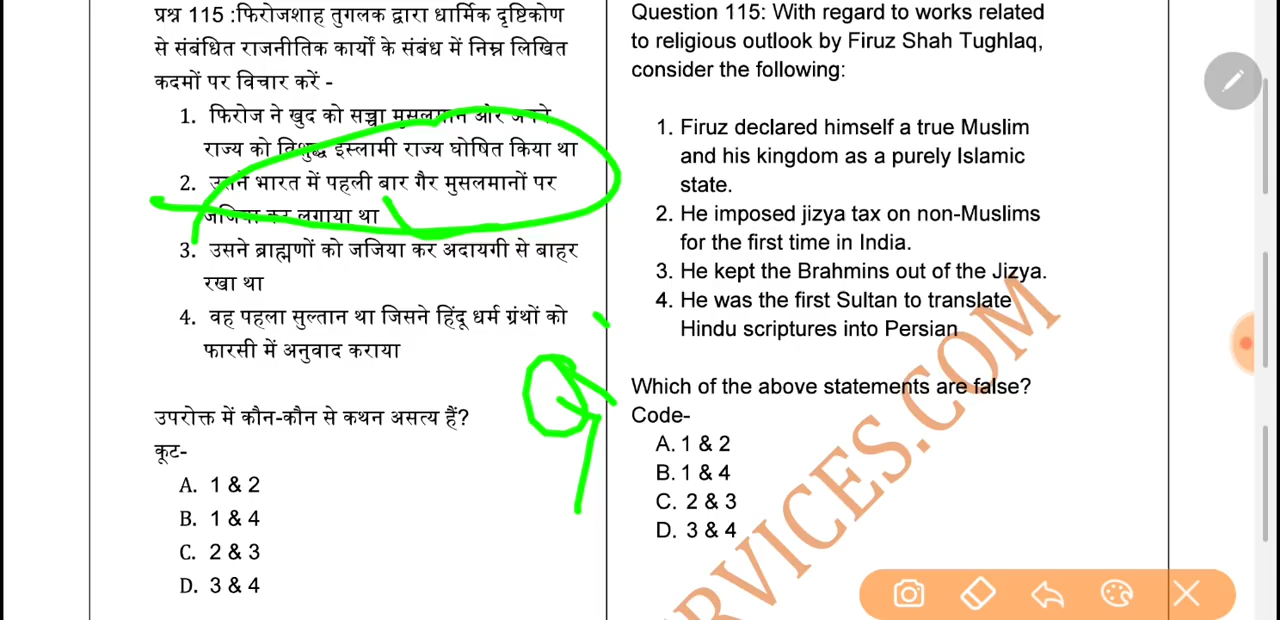 प्रश्न 115 :फिरोजशाह तुगलक द्वारा धार्मिक दृष्टिकोण
से संबंधित राजनीतिक कार्यों के संबंध में निम्न लिखित
कदमों पर विचार करें -
1. फिरोज ने खुद को सच्चा मुसलमान और अपने
राज्य को विशुद्ध इस्लामी राज्य घोषित किया था
2. उसने भारत में पहली बार गैर मुसलमानों पर
जजिया कर लगाया था
3. उसने ब्राह्मणों को जजिया कर अदायगी से बाहर
रखा था
4. वह पहला सुल्तान था जिसने हिंदू धर्म ग्रंथों को
फारसी में अनुवाद कराया
उपरोक्त में कौन-कौन से कथन असत्य हैं?
कूट-
A. 1 & 2
B. 1 & 4
C. 2 & 3
D. 3 & 4
Question 115: With regard to works related
to religious outlook by Firuz Shah Tughlaq,
consider the following:
1. Firuz declared himself a true Muslim
and his kingdom as a purely Islamic
state.
2. He imposed jizya tax on non-Muslims
for the first time in India.
3. He kept the Brahmins out of the Jizya.
4. He was the first Sultan to translate
Hindu scriptures into Persian
Which of the above statements are false?
Code-
A. 1 & 2
B. 1 & 4
C. 2 & 3
D. 3 & 4
RVICES.COM